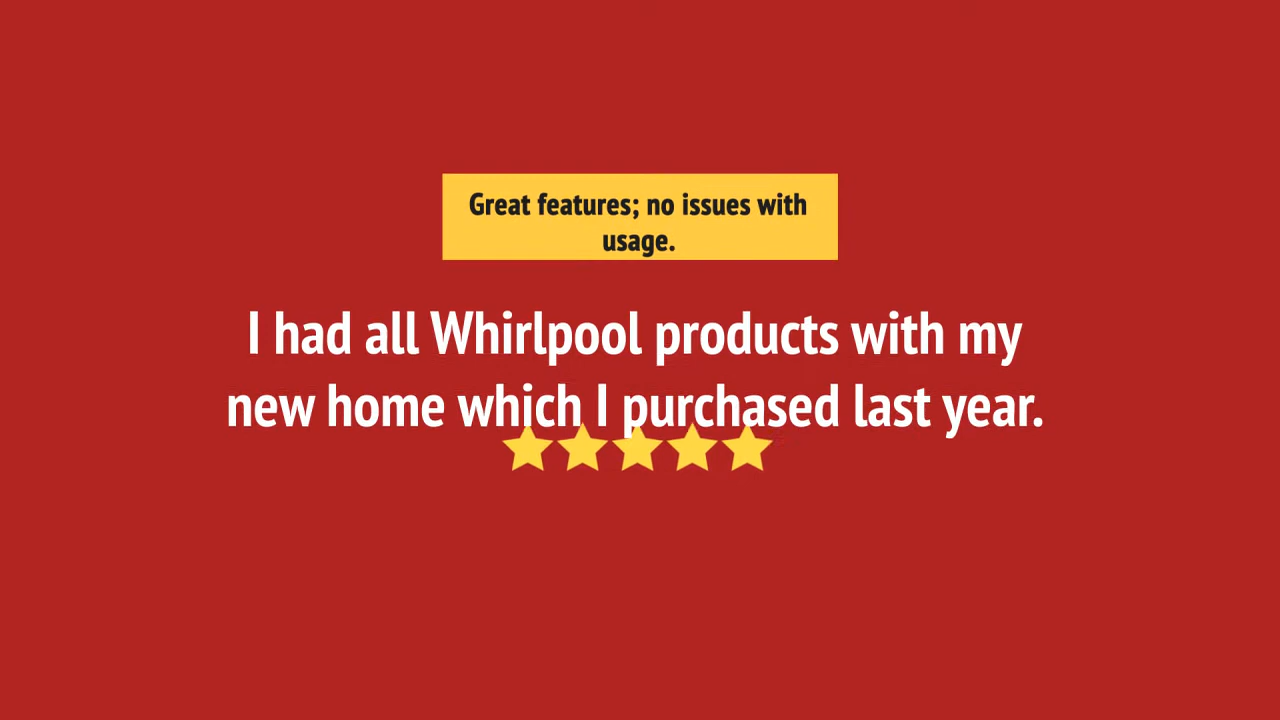 Great features; no issues with
usage.
I had all Whirlpool products with my
new home which I purchased last year.